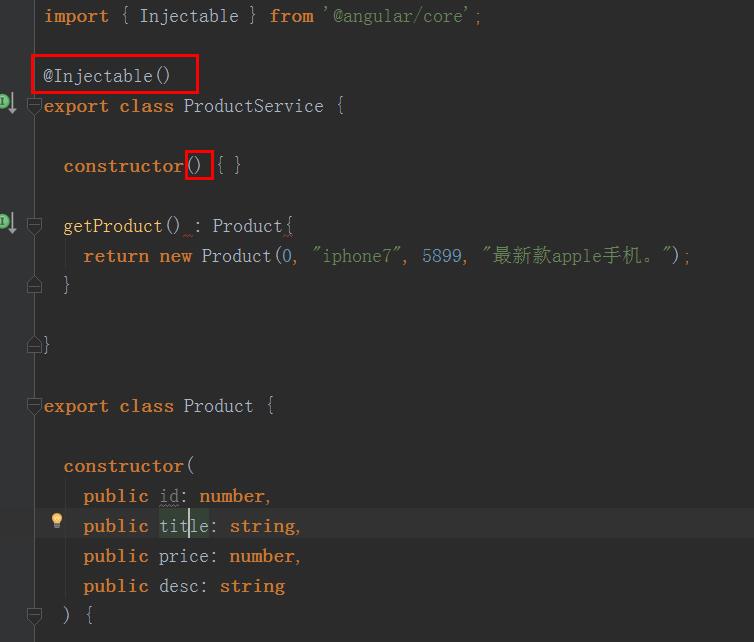 import { Injectable } from '@angular/core';
@Injectable()
export class ProductService {
constructor() { }
getProduct() : Product{
return new Product(0, "iphone7", 5899, "最新款apple手机。");
}
}
export class Product {
constructor(
public id: number,
public title: string,
public price: number,
public desc: string
) {